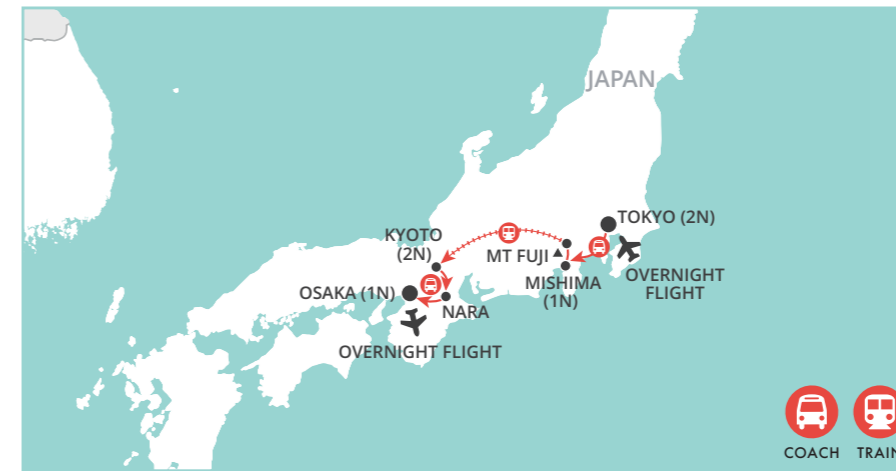 JAPAN
TOKYO (2N)
KYOTO
(2N)
MT FUJI
OVERNIGHT
FLIGHT
MISHIMA
(1N)
OSAKA (1N)
NARA
OVERNIGHT FLIGHT
COACH
TRAIN